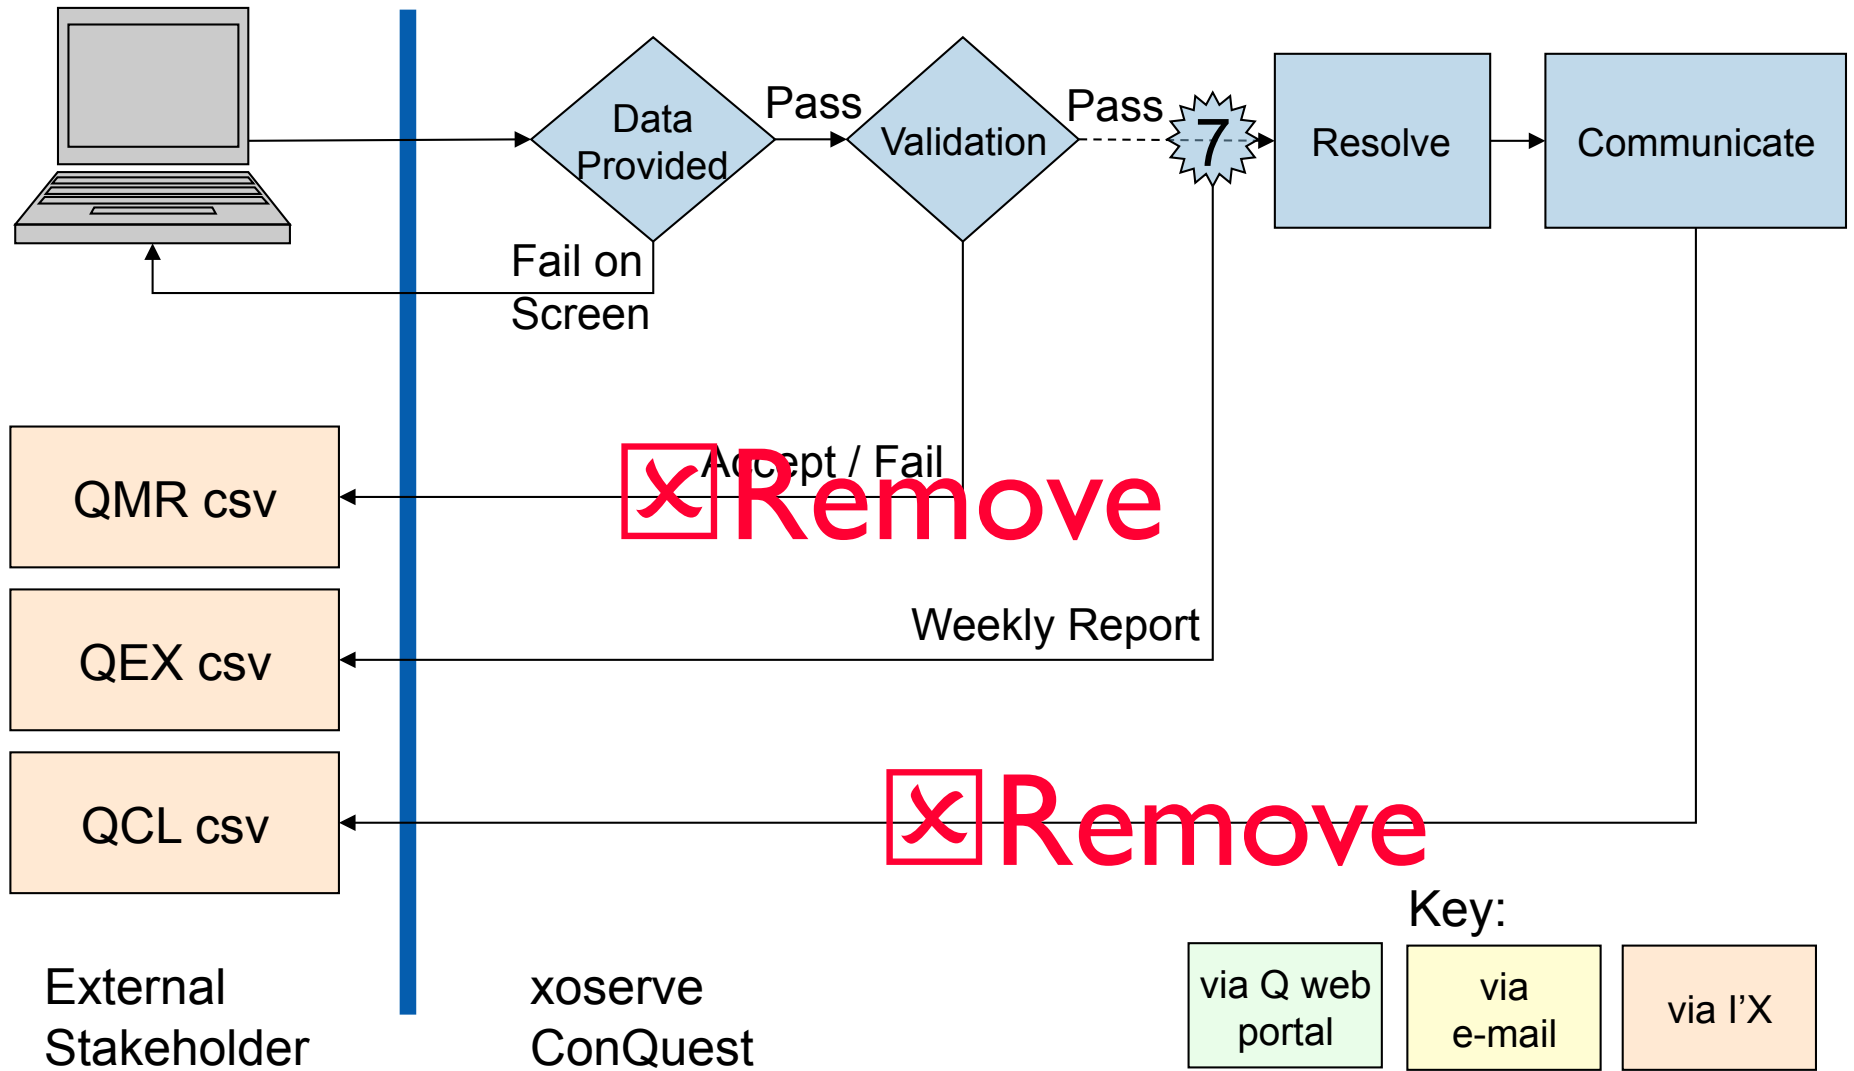 Data
Provided
Pass
Validation
Pass
7
Resolve
Communicate
Fail on
Screen
QMR csv
Accept / Fail
x Remove
QEX csv
Weekly Report
QCL csv
x Remove
Key:
External
Stakeholder
xoserve
ConQuest
via Q web
portal
via
e-mail
via I’X